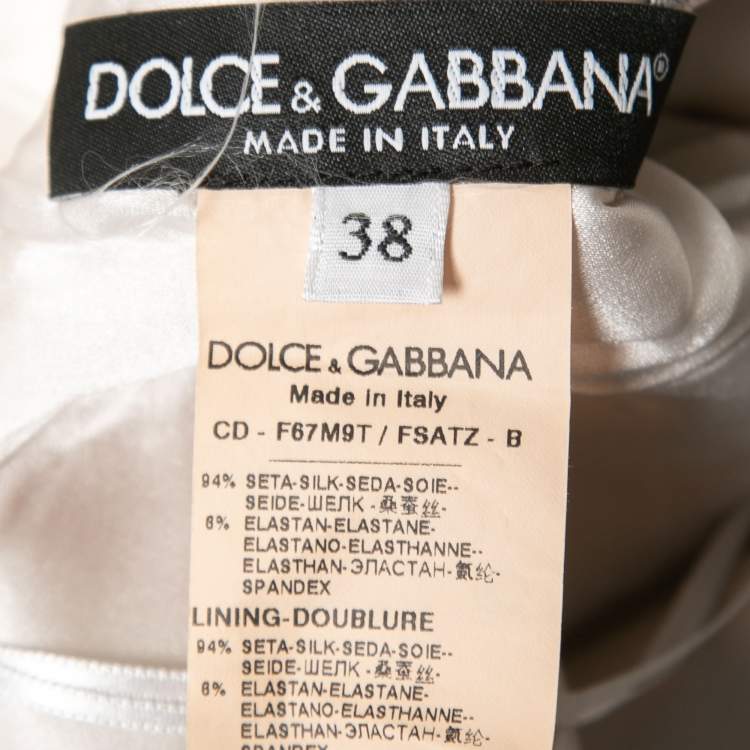 DOLCE & GABBANA®
MADE IN ITALY
38
DOLCE & GABBANA
Made in Italy
CD - F67M9T / FSATZ - B
94% SETA-SILK-SEDA-SOIE--
SEIDE-ШЕЛК-桑蚕丝-
6% ELASTAN-ELASTANE-
ELASTANO-ELASTHANNE--
ELASTHAN-ЭЛАСТАН-氨纶-
SPANDEX
LINING-DOUBLURE
94% SETA-SILK-SEDA-SOIE--
SEIDE-ШЕЛК-桑蚕丝-
6% ELASTAN-ELASTANE-
ELASTANO-ELASTHANNE--
ELASTHAN-ЭЛАСТАН-氨纶-
SPANDEX